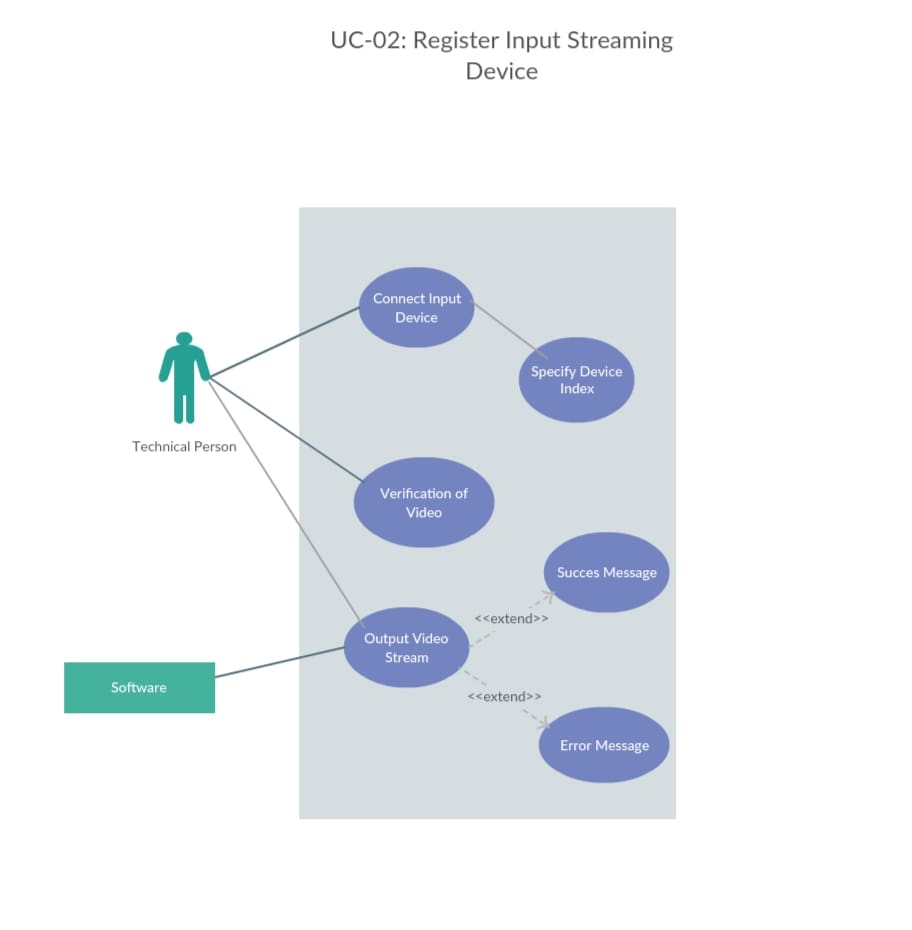 UC-02: Register Input Streaming
Device
Connect Input
Device
Specify Device
Index
Technical Person
Verification of
Video
Succes Message
<<extend>>
Output Video
Stream
Software
<<extend>>
Error Message